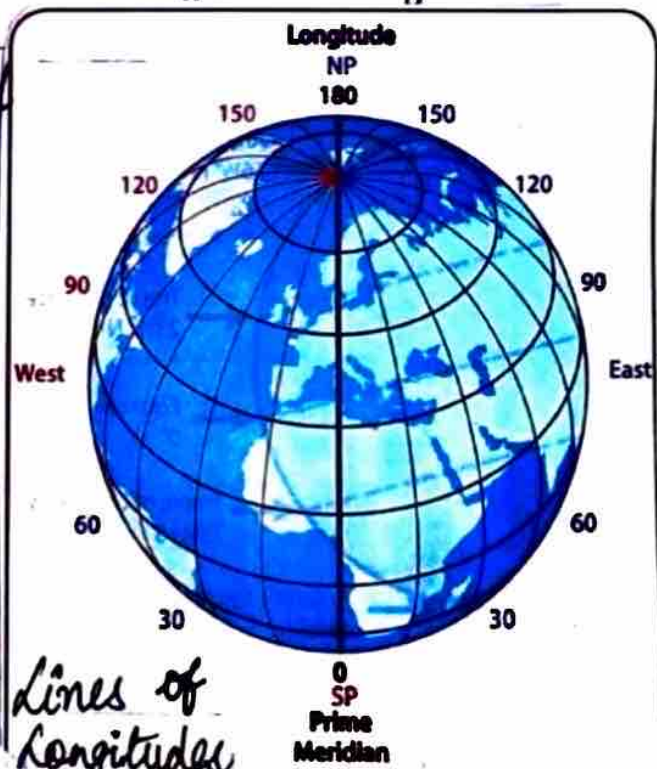 Longitude
NP
180
150 150
120 120
90 90
West East
60 60
30 30
0
SP
Prime
Meridian
Lines of
Longitudes